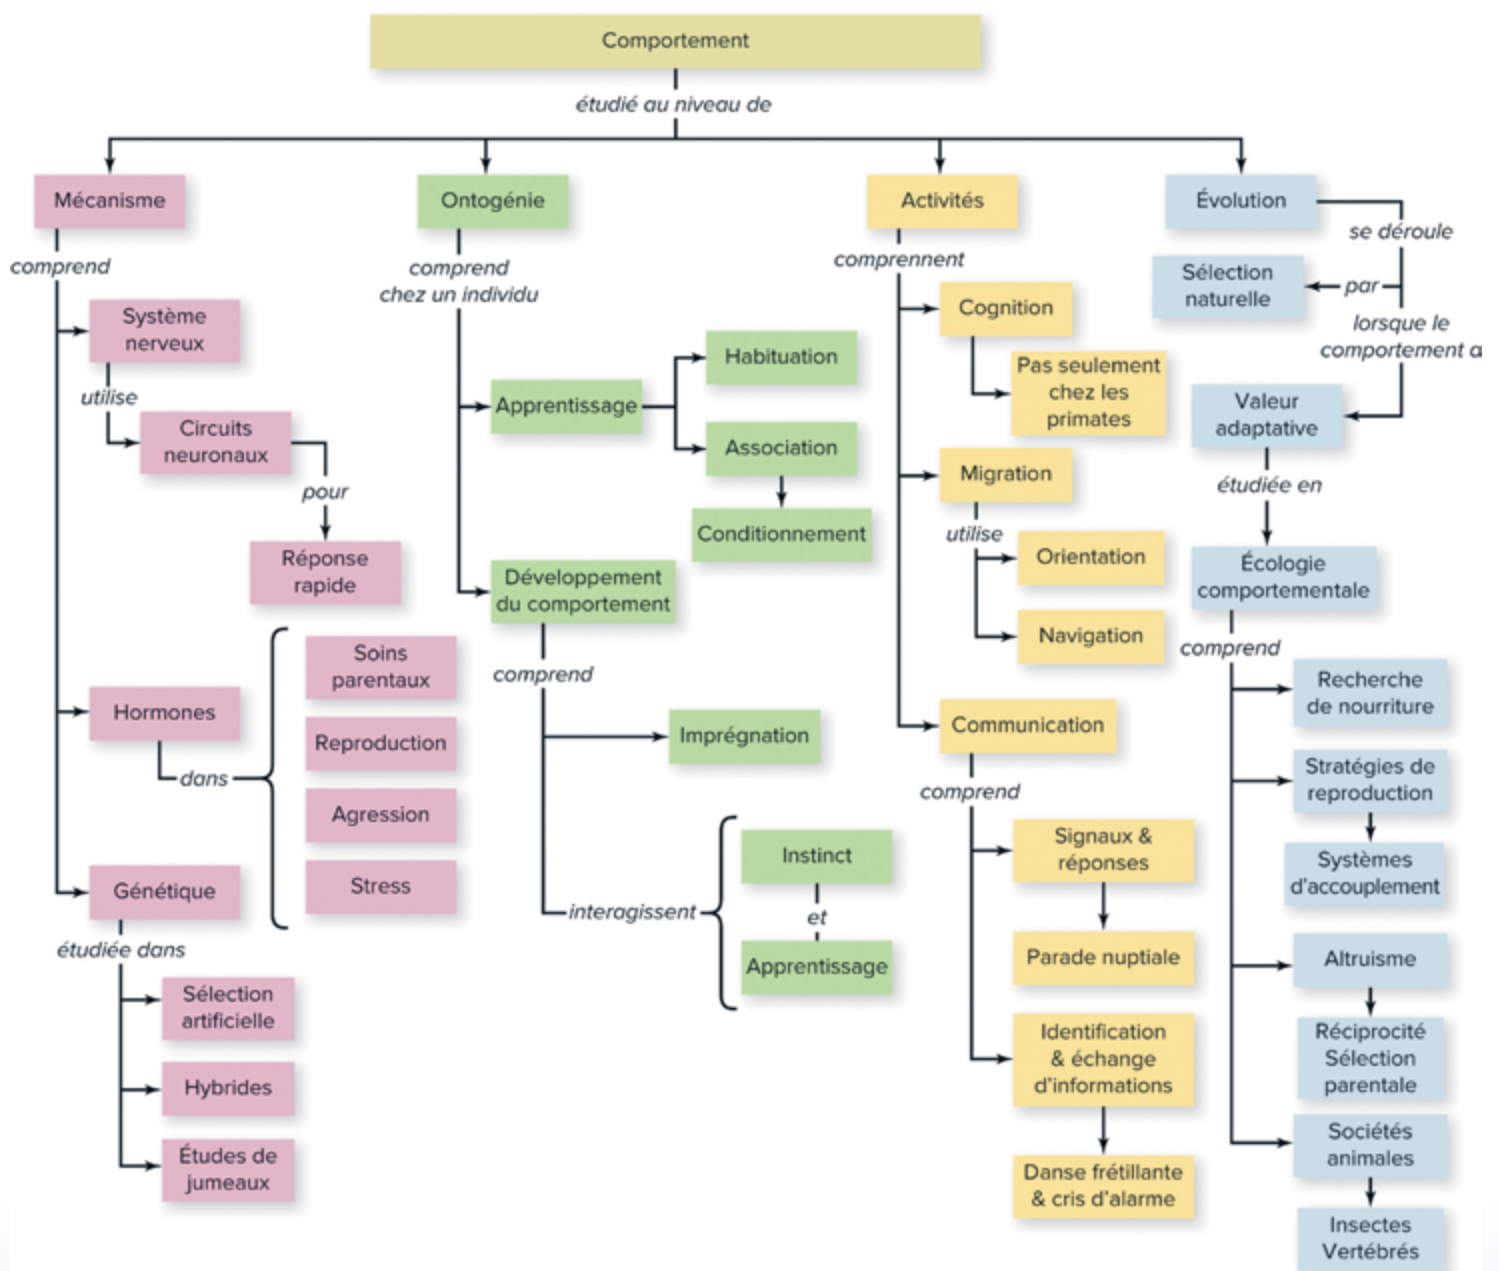 Comportement
étudié au niveau de
Mécanisme
comprend
Système
nerveux
utilise
Circuits
neuronaux
pour
Réponse
rapide
Hormones
dans
Soins
parentaux
Reproduction
Agression
Stress
Génétique
étudiée dans
Sélection
artificielle
Hybrides
Études de
jumeaux
Ontogénie
comprend
chez un individu
Apprentissage
Habituation
Association
Conditionnement
Développement
du comportement
comprend
Imprégnation
interagissent
Instinct
et
Apprentissage
Activités
comprennent
Cognition
Pas seulement
chez les
primates
Migration
utilise
Orientation
Navigation
Communication
comprend
Signaux &
réponses
Parade nuptiale
Identification
& échange
d'informations
Danse frétillante
& cris d'alarme
Évolution
se déroule
par
Sélection
naturelle
lorsque le
comportement a
Valeur
adaptative
étudiée en
Écologie
comportementale
comprend
Recherche
de nourriture
Stratégies de
reproduction
Systèmes
d'accouplement
Altruisme
Réciprocité
Sélection
parentale
Sociétés
animales
Insectes
Vertébrés